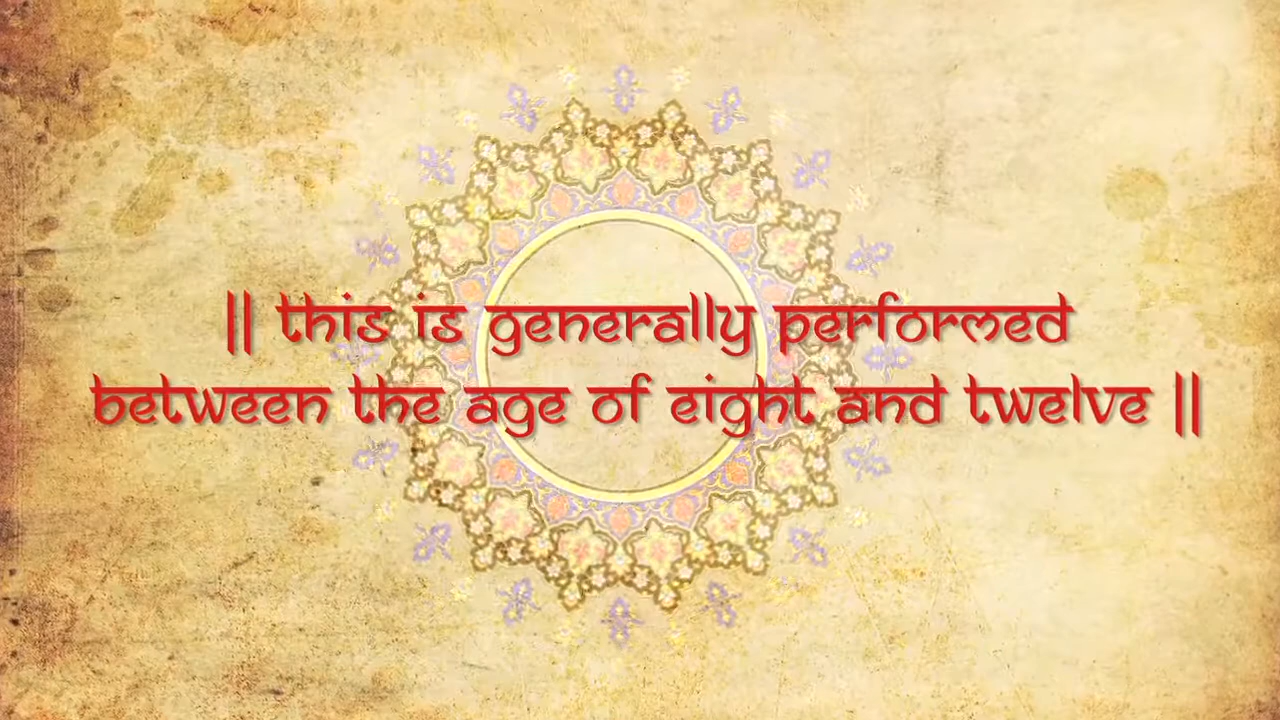 || this is generally performed
between the age of eight and twelve ||